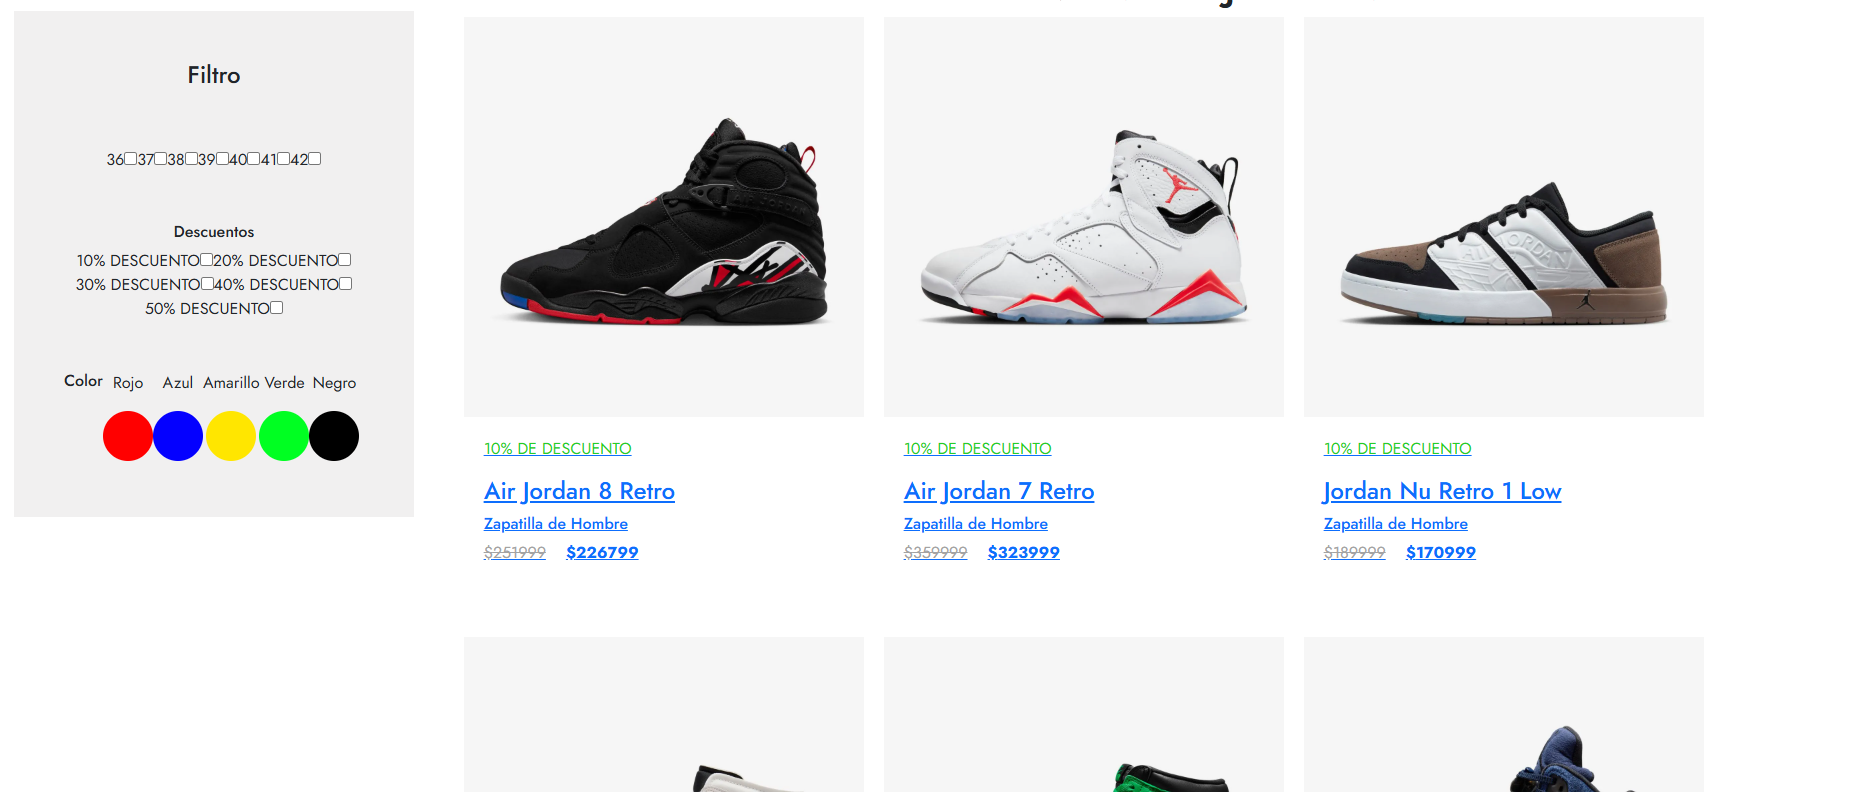 Filtro
36 37 38 39 40 41 42
Descuentos
10% DESCUENTO 20% DESCUENTO
30% DESCUENTO 40% DESCUENTO
50% DESCUENTO
Color Rojo Azul Amarillo Verde Negro
10% DE DESCUENTO
Air Jordan 8 Retro
Zapatilla de Hombre
$251999 $226799
10% DE DESCUENTO
Air Jordan 7 Retro
Zapatilla de Hombre
$359999 $323999
10% DE DESCUENTO
Jordan Nu Retro 1 Low
Zapatilla de Hombre
$189999 $170999